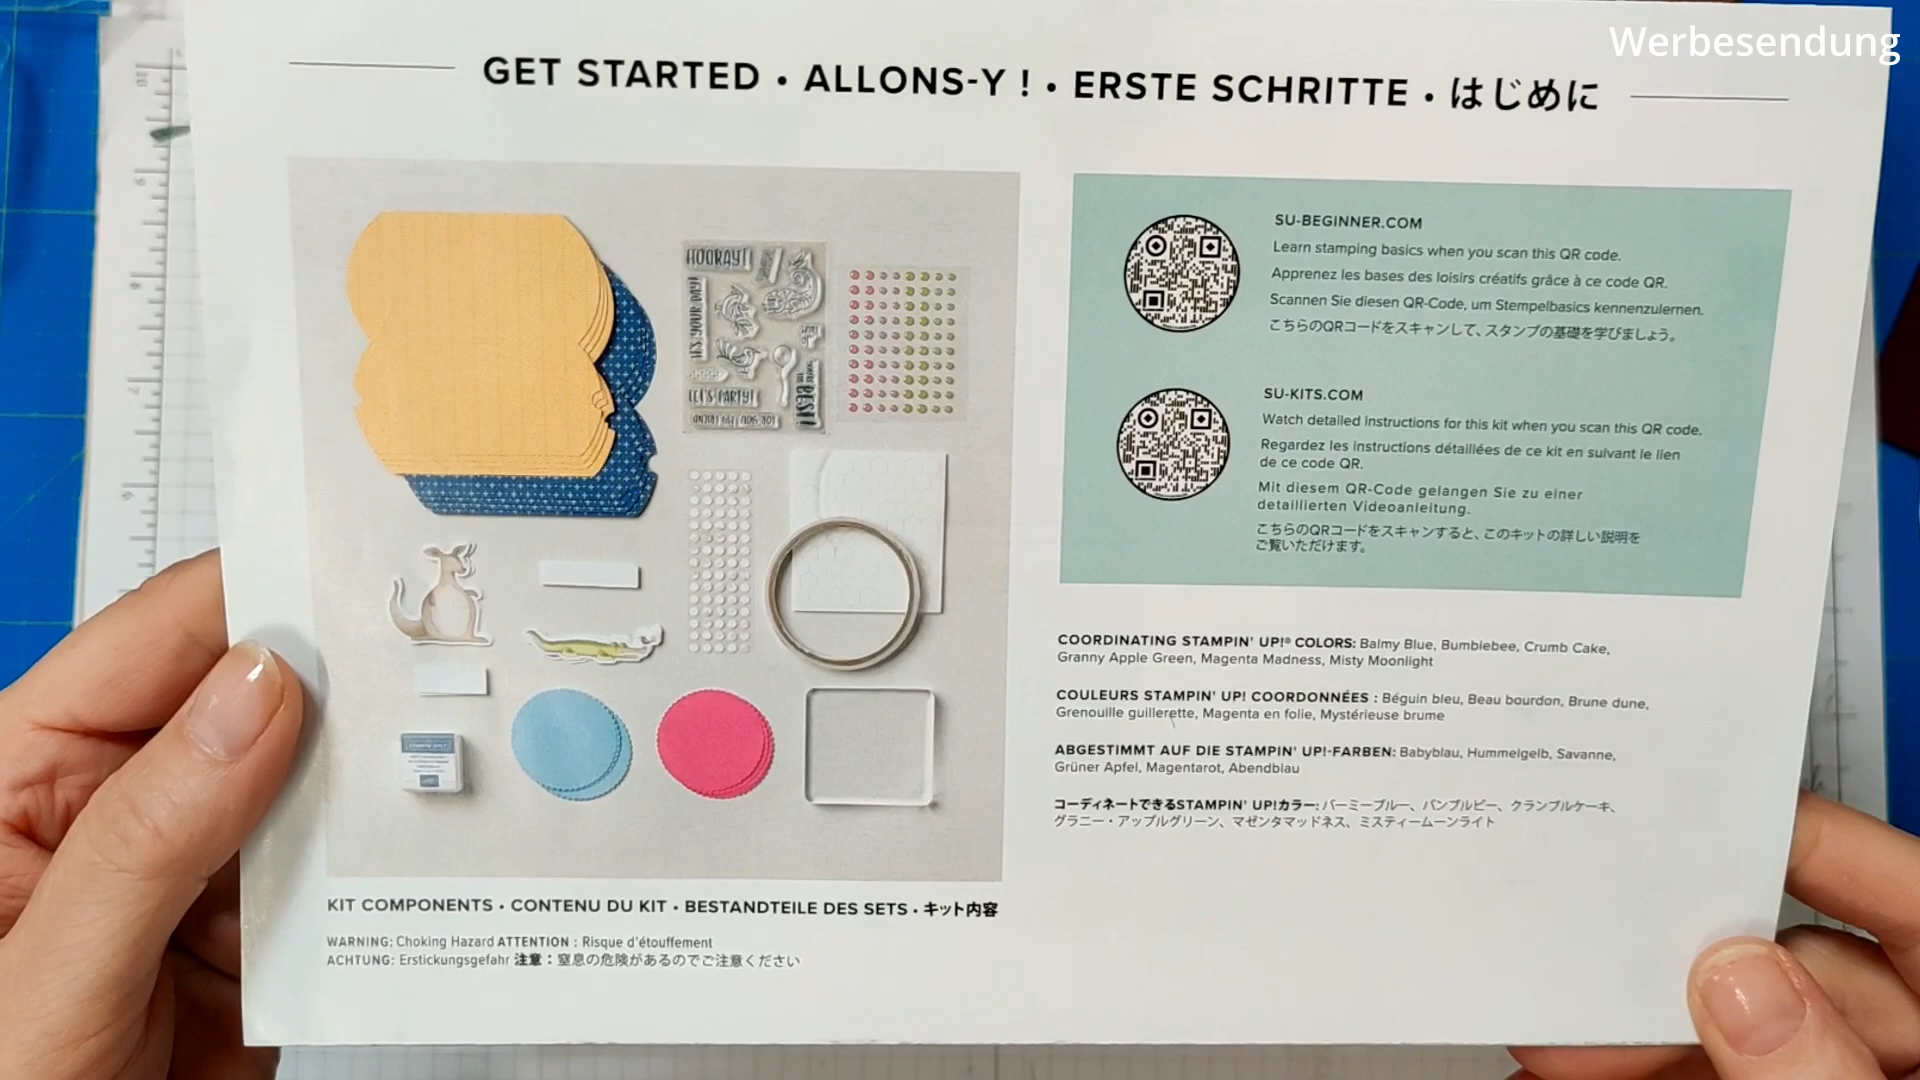 Werbesendung
GET STARTED • ALLONS-Y ! • ERSTE SCHRITTE • はじめに
HOORAY!
IT'S YOUR DAY!
LET'S PARTY!
BEST!
SU-BEGINNER.COM
Learn stamping basics when you scan this QR code.
Apprenez les bases des loisirs créatifs grâce à ce code QR.
Scannen Sie diesen QR-Code, um Stempelbasics kennenzulernen.
こちらのQRコードをスキャンして、スタンプの基礎を学びましょう。
SU-KITS.COM
Watch detailed instructions for this kit when you scan this QR code.
Regardez les instructions détaillées de ce kit en suivant le lien
de ce code QR.
Mit diesem QR-Code gelangen Sie zu einer
detaillierten Videoanleitung.
こちらのQRコードをスキャンすると、このキットの詳しい説明を
ご覧いただけます。
COORDINATING STAMPIN' UP!® COLORS: Balmy Blue, Bumblebee, Crumb Cake,
Granny Apple Green, Magenta Madness, Misty Moonlight
COULEURS STAMPIN' UP! COORDONNÉES : Béguin bleu, Beau bourdon, Brune dune,
Grenouille guillerette, Magenta en folie, Mystérieuse brume
ABGESTIMMT AUF DIE STAMPIN' UP!-FARBEN: Babyblau, Hummelgelb, Savanne,
Grüner Apfel, Magentarot, Abendblau
コーディネートできるSTAMPIN' UP!カラー: バーミーブルー、バンブルビー、クランブルケーキ、
グラニー・アップルグリーン、マゼンタマッドネス、ミスティームーンライト
KIT COMPONENTS • CONTENU DU KIT • BESTANDTEILE DES SETS • キット内容
WARNING: Choking Hazard ATTENTION : Risque d'étouffement
ACHTUNG: Erstickungsgefahr 注意：窒息の危険があるのでご注意ください